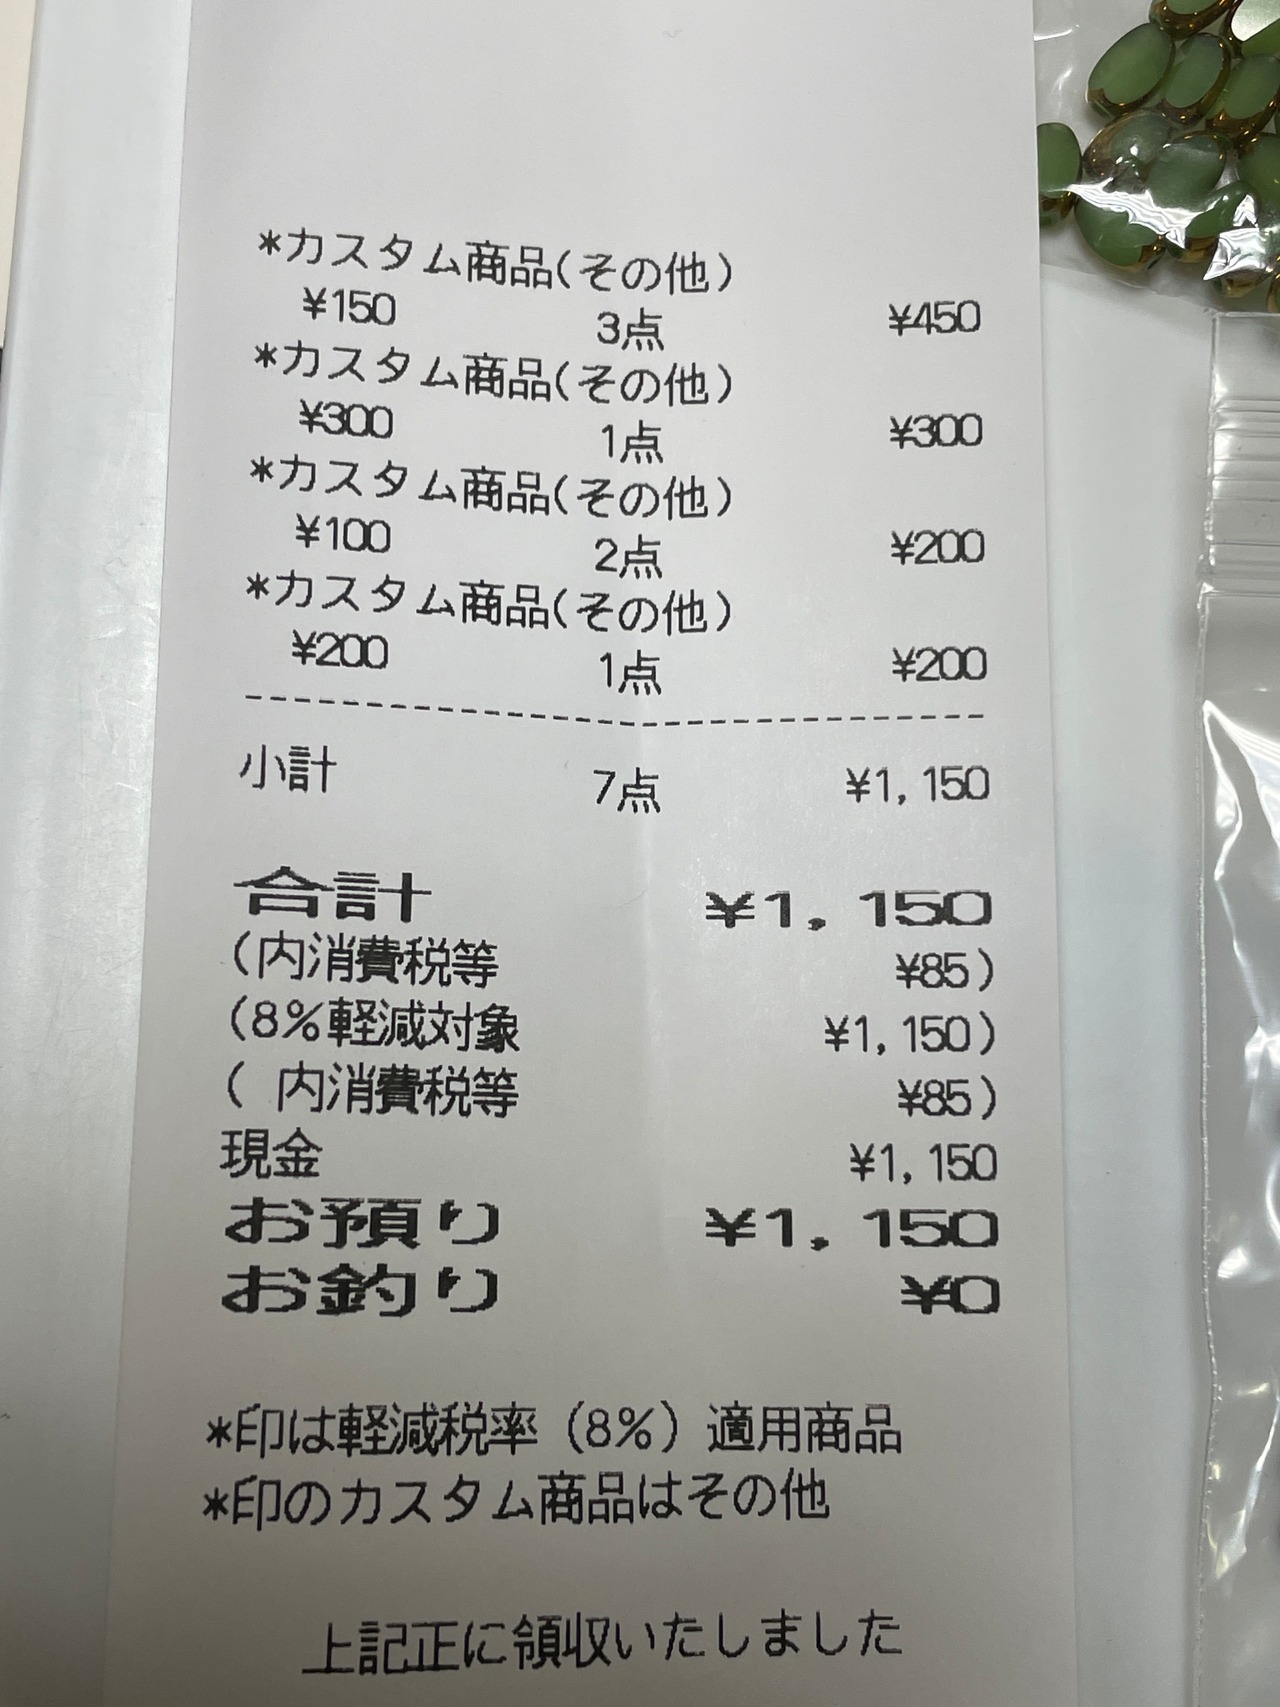 *カスタム商品(その他)
¥150 3点 ¥450
*カスタム商品(その他)
¥300 1点 ¥300
*カスタム商品(その他)
¥100 2点 ¥200
*カスタム商品(その他)
¥200 1点 ¥200
小計 7点 ¥1,150
合計 ¥1,150
(内消費税等 ¥85)
(8%軽減対象 ¥1,150)
( 内消費税等 ¥85)
現金 ¥1,150
お預り ¥1,150
お釣り ¥0
*印は軽減税率(8%)適用商品
*印のカスタム商品はその他
上記正に領収いたしました